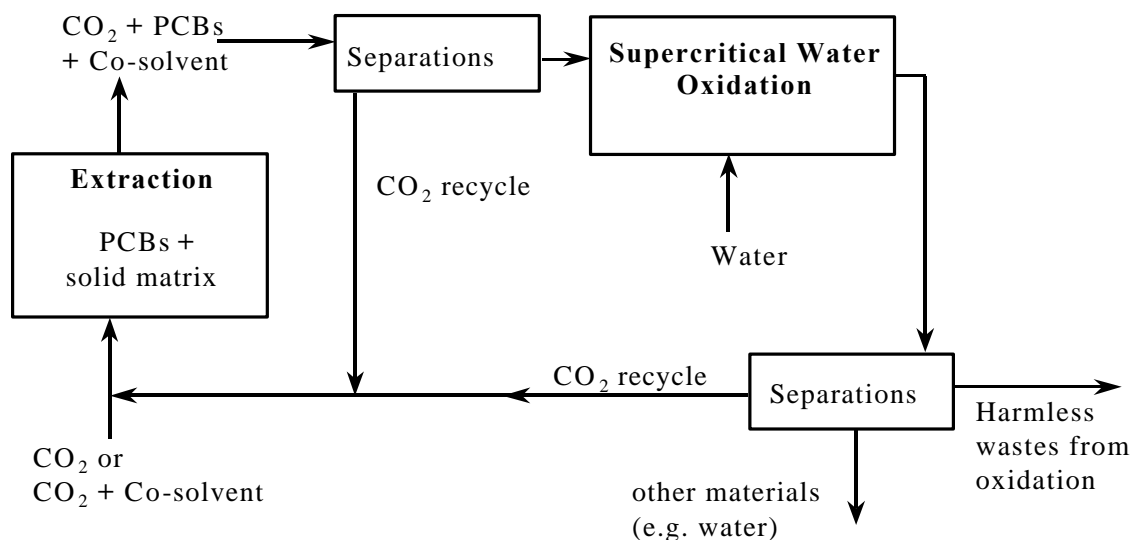 CO₂ + PCBs
+ Co-solvent
Separations
Supercritical Water
Oxidation
Extraction
PCBs +
solid matrix
CO₂ recycle
Water
CO₂ recycle
Separations
Harmless
wastes from
oxidation
CO₂ or
CO₂ + Co-solvent
other materials
(e.g. water)